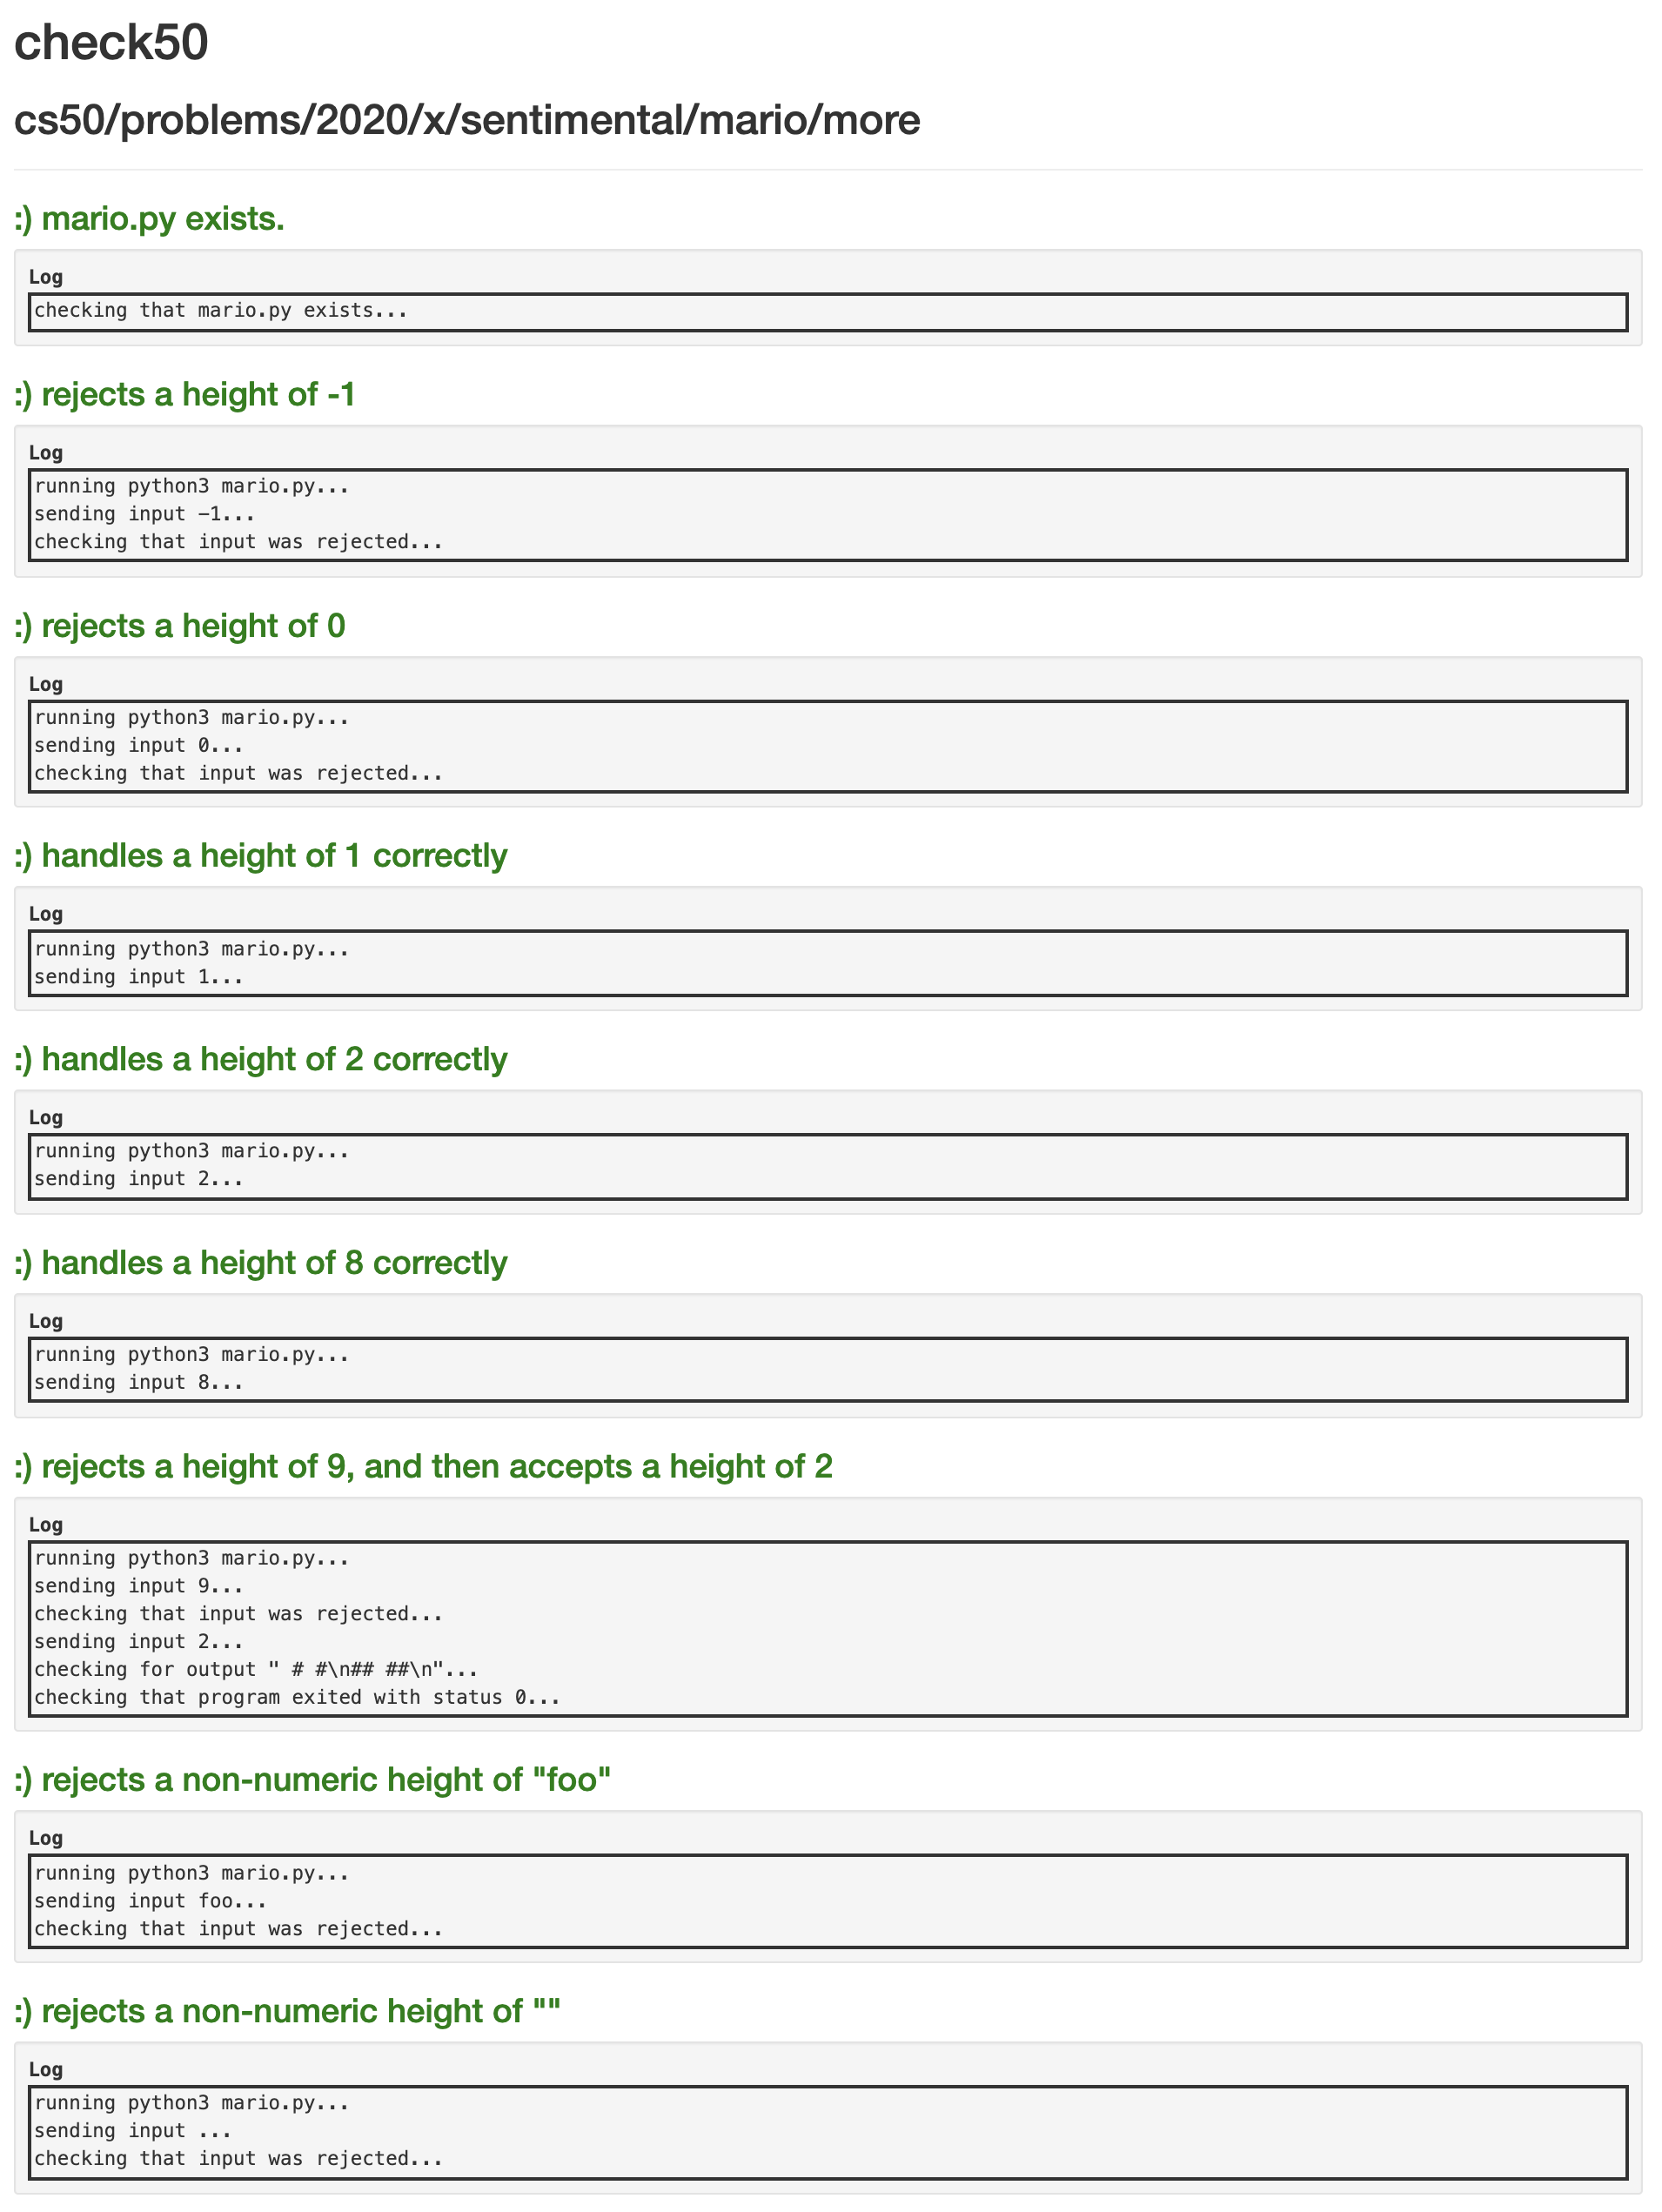 check50
cs50/problems/2020/x/sentimental/mario/more
:) mario.py exists.
Log
checking that mario.py exists...
:) rejects a height of -1
Log
running python3 mario.py...
sending input -1...
checking that input was rejected...
:) rejects a height of 0
Log
running python3 mario.py...
sending input 0...
checking that input was rejected...
:) handles a height of 1 correctly
Log
running python3 mario.py...
sending input 1...
:) handles a height of 2 correctly
Log
running python3 mario.py...
sending input 2...
:) handles a height of 8 correctly
Log
running python3 mario.py...
sending input 8...
:) rejects a height of 9, and then accepts a height of 2
Log
running python3 mario.py...
sending input 9...
checking that input was rejected...
sending input 2...
checking for output " # #\n## ##\n"...
checking that program exited with status 0...
:) rejects a non-numeric height of "foo"
Log
running python3 mario.py...
sending input foo...
checking that input was rejected...
:) rejects a non-numeric height of ""
Log
running python3 mario.py...
sending input ...
checking that input was rejected...